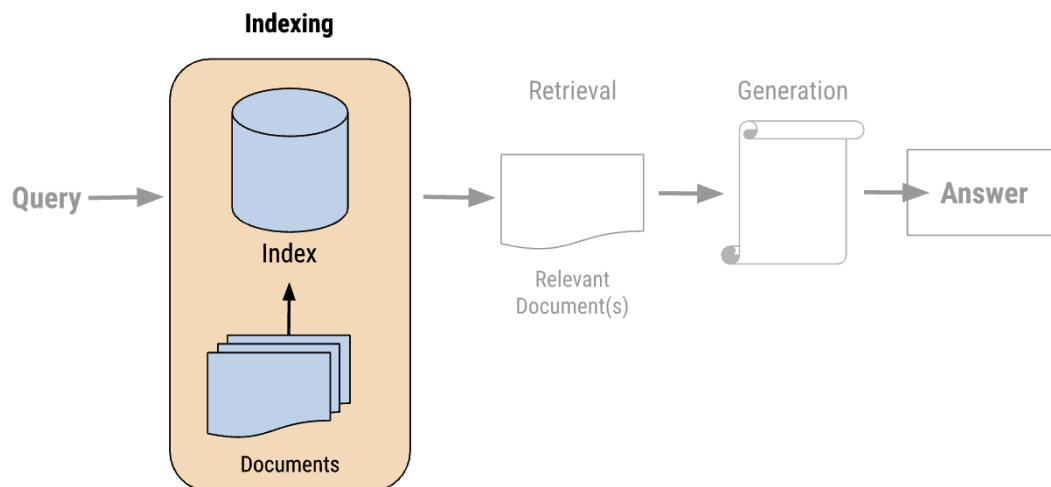 Indexing
Query
Index
Documents
Retrieval
Relevant
Document(s)
Generation
Answer